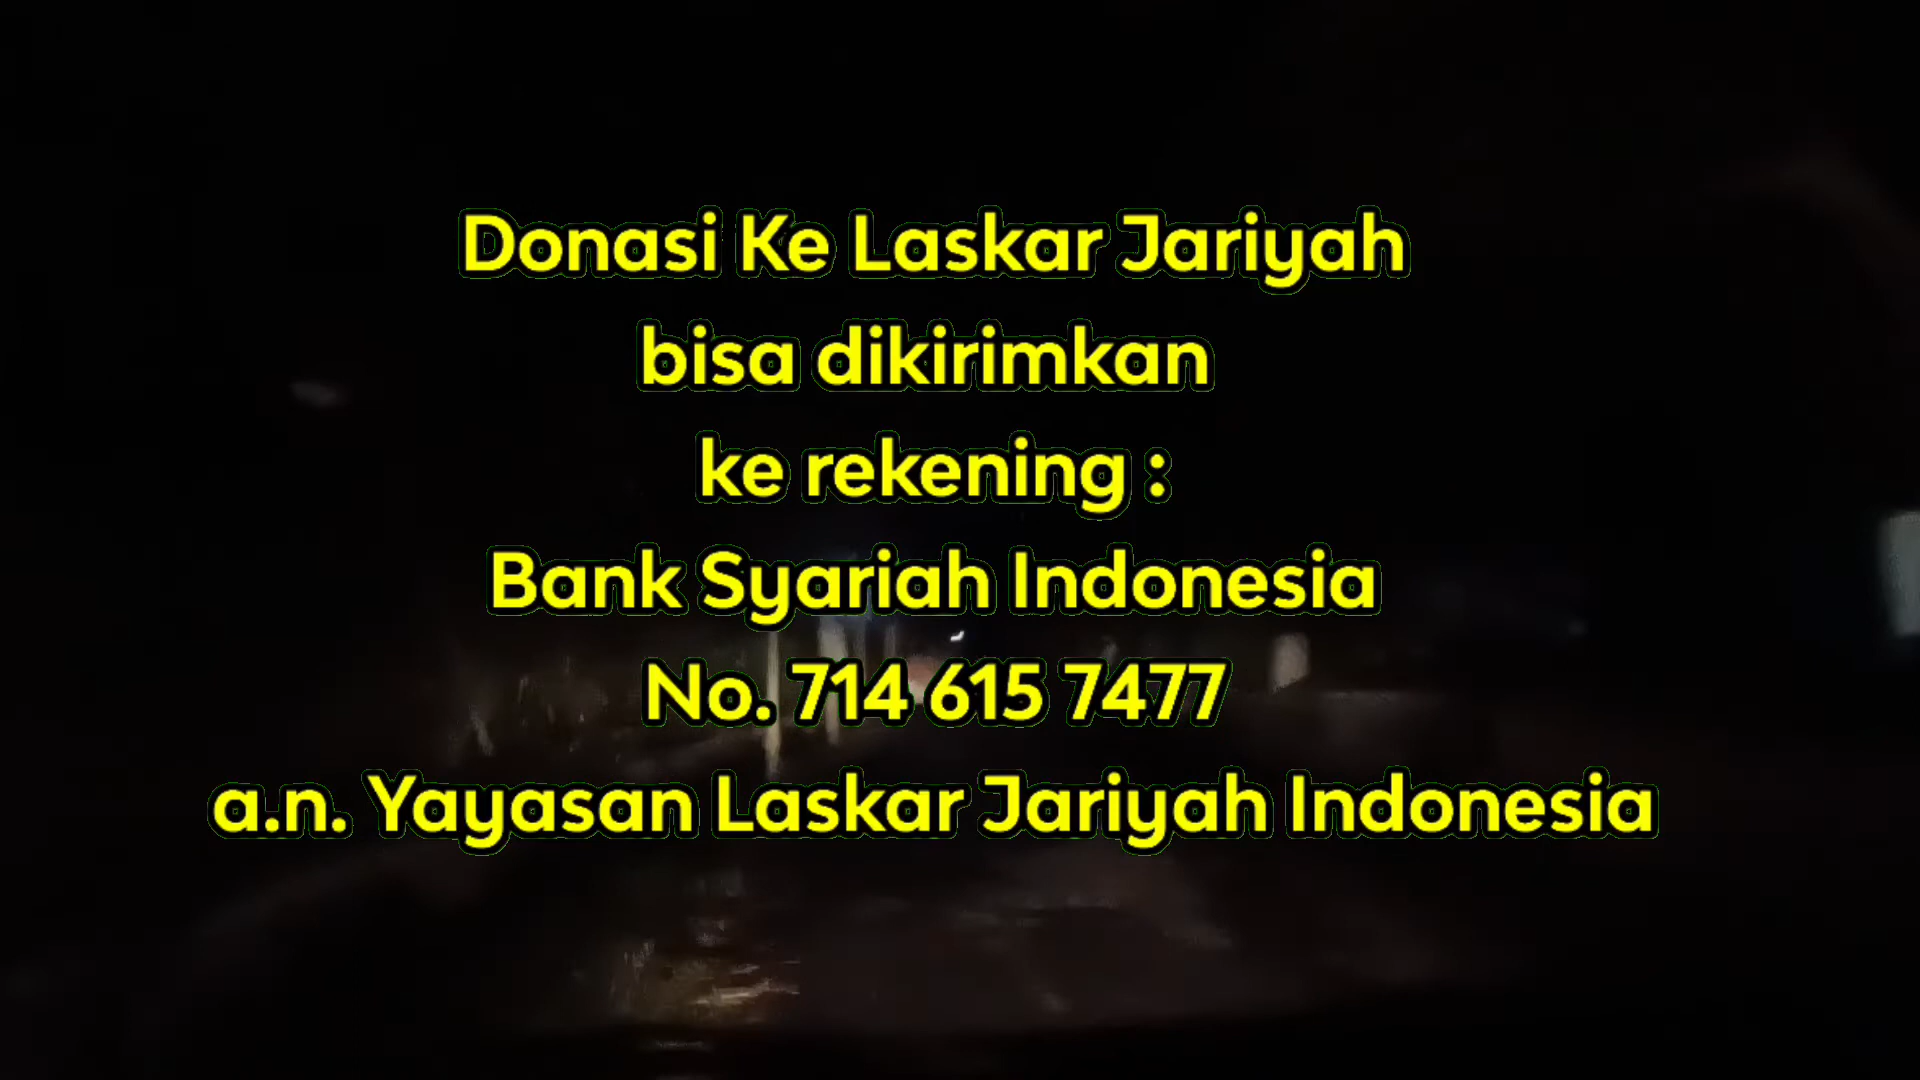 Donasi Ke Laskar Jariyah
bisa dikirimkan
ke rekening :
Bank Syariah Indonesia
No. 714 615 7477
a.n. Yayasan Laskar Jariyah Indonesia